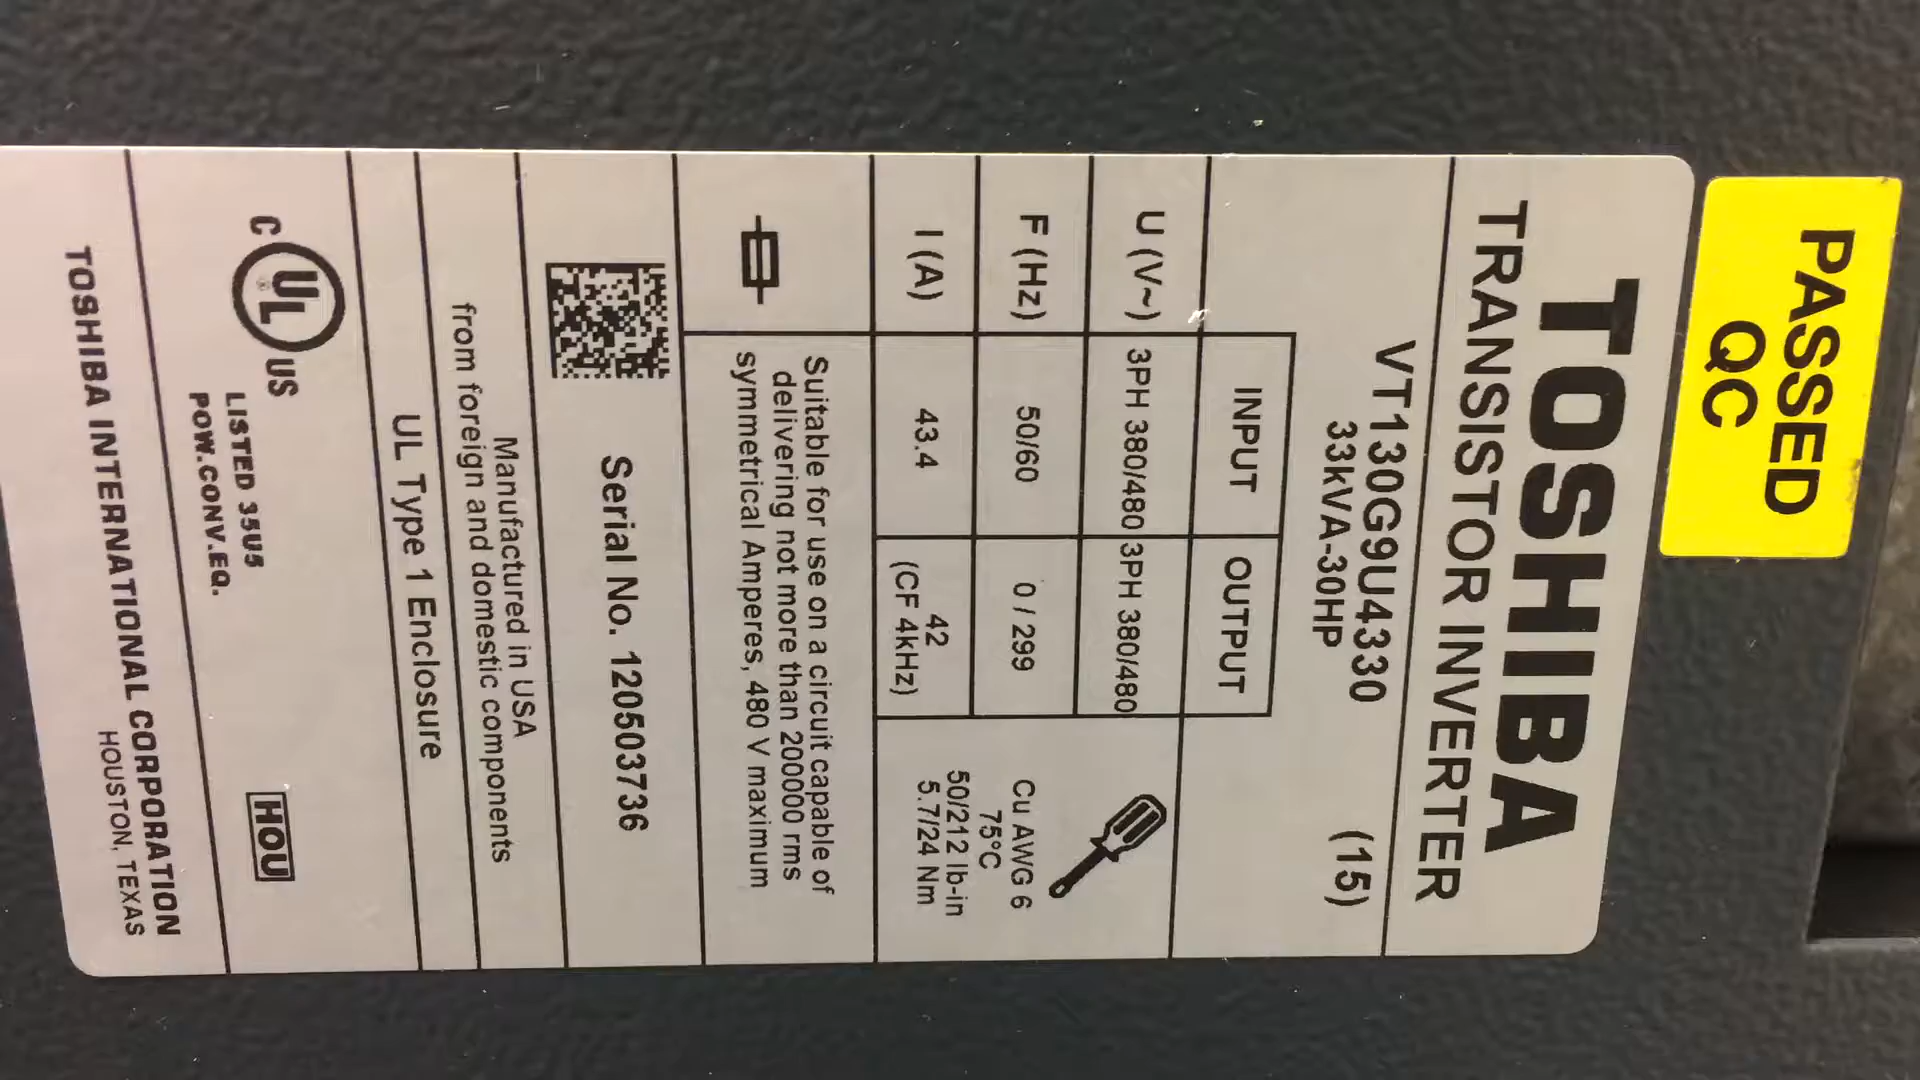 PASSED
QC
TOSHIBA
TRANSISTOR INVERTER
VT130G9U4330 (15)
33kVA-30HP
INPUT OUTPUT
U (V~) 3PH 380/480 3PH 380/480
F (Hz) 50/60 0 / 299
I (A) 43.4 42
(CF 4kHz)
Cu AWG 6
75°C
50/212 lb-in
5.7/24 Nm
Suitable for use on a circuit capable of
delivering not more than 200000 rms
symmetrical Amperes, 480 V maximum
Serial No. 120503736
Manufactured in USA
from foreign and domestic components
UL Type 1 Enclosure
C UL ® US
LISTED 35U5
POW.CONV.EQ.
HOU
TOSHIBA INTERNATIONAL CORPORATION
HOUSTON, TEXAS